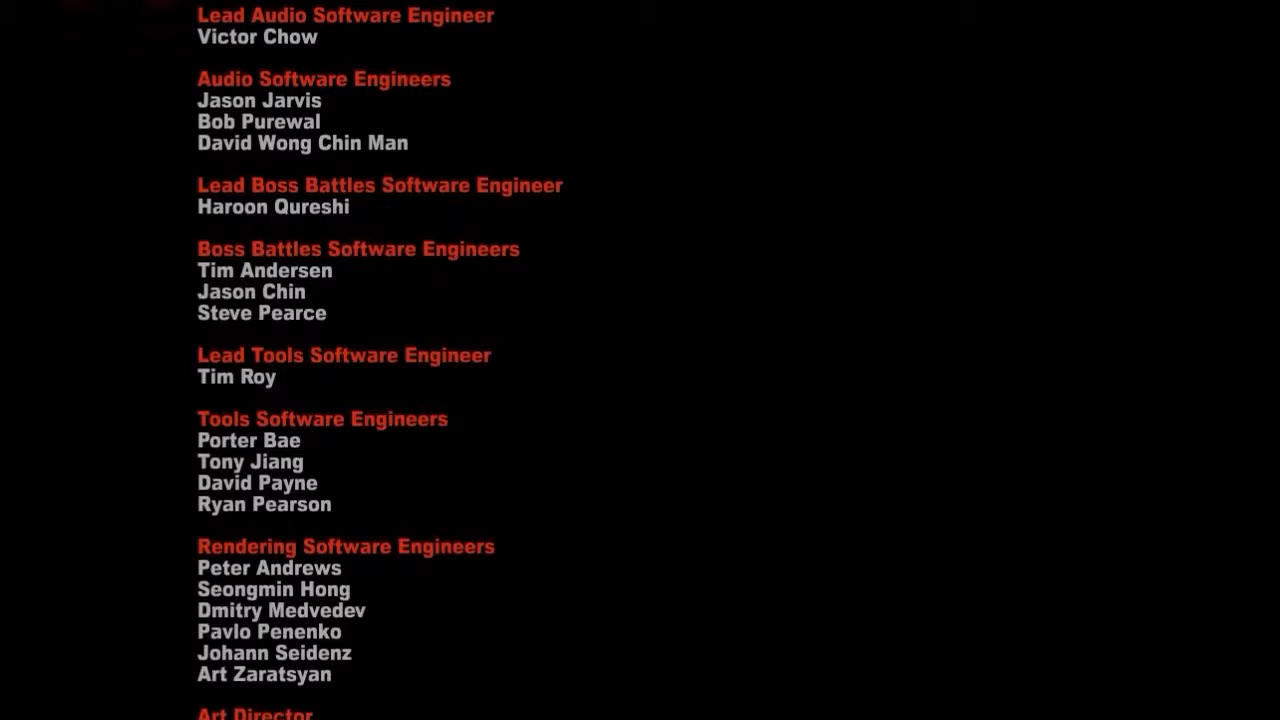 Lead Audio Software Engineer
Victor Chow
Audio Software Engineers
Jason Jarvis
Bob Purewal
David Wong Chin Man
Lead Boss Battles Software Engineer
Haroon Qureshi
Boss Battles Software Engineers
Tim Andersen
Jason Chin
Steve Pearce
Lead Tools Software Engineer
Tim Roy
Tools Software Engineers
Porter Bae
Tony Jiang
David Payne
Ryan Pearson
Rendering Software Engineers
Peter Andrews
Seongmin Hong
Dmitry Medvedev
Pavlo Penenko
Johann Seidenz
Art Zaratsyan
Art Director